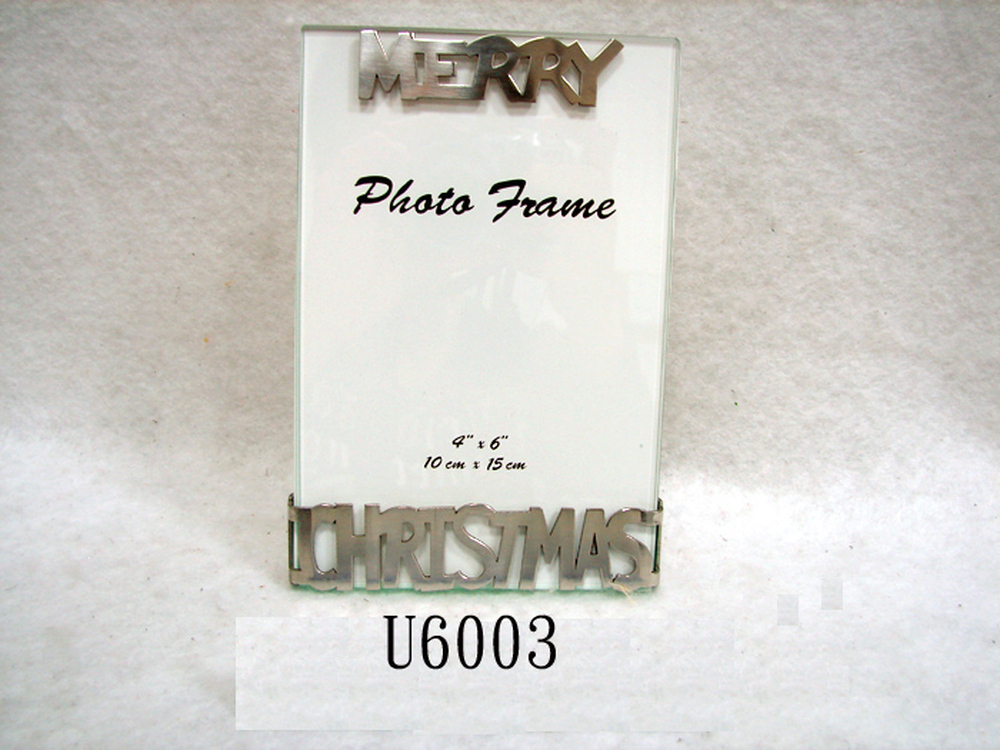 MERRY
Photo Frame
4" x 6"
10 cm x 15 cm
CHRISTMAS
U6003